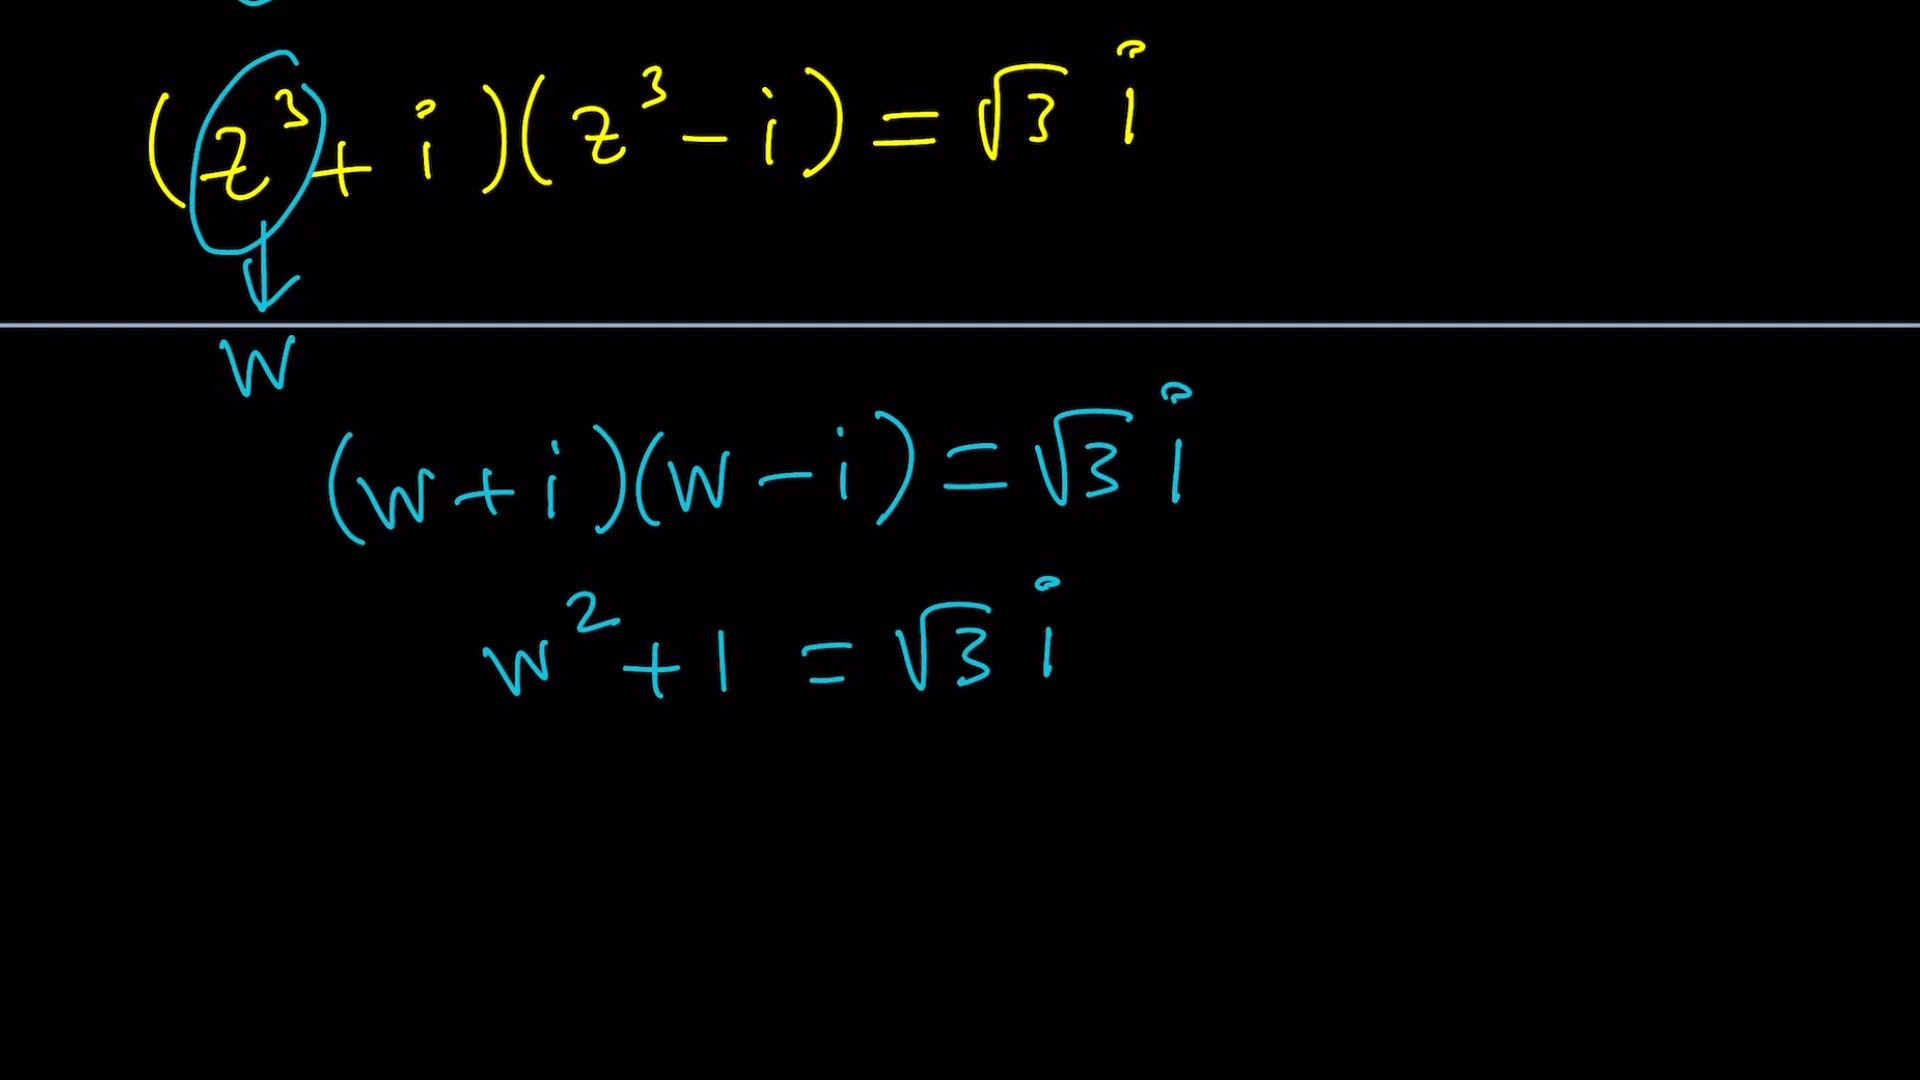 (z³ + i)(z³ - i) = √3 i
w
(w + i)(w - i) = √3 i
w² + 1 = √3 i